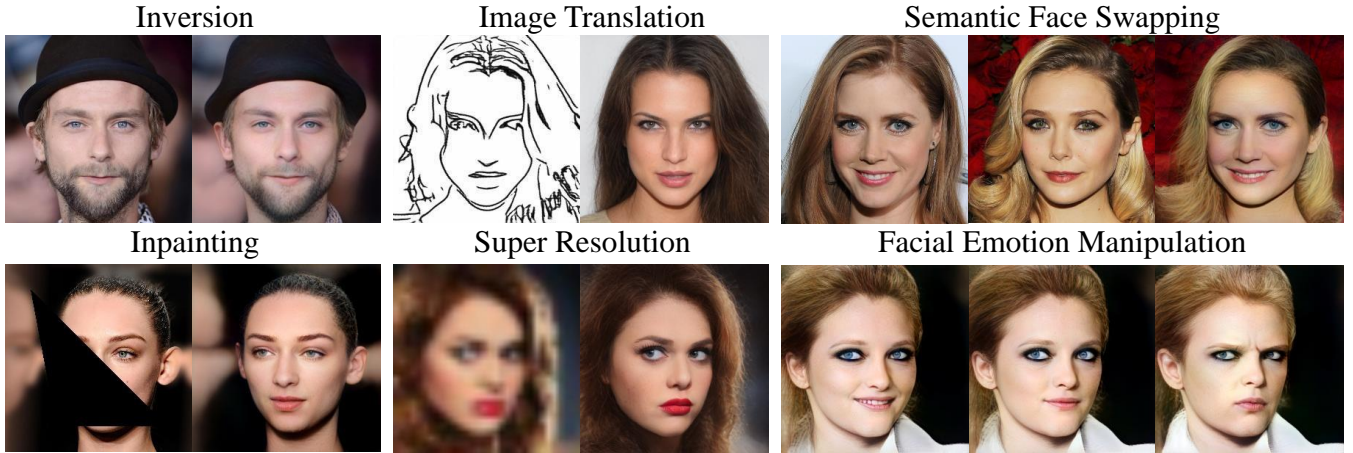 Inversion
Image Translation
Semantic Face Swapping
Inpainting
Super Resolution
Facial Emotion Manipulation